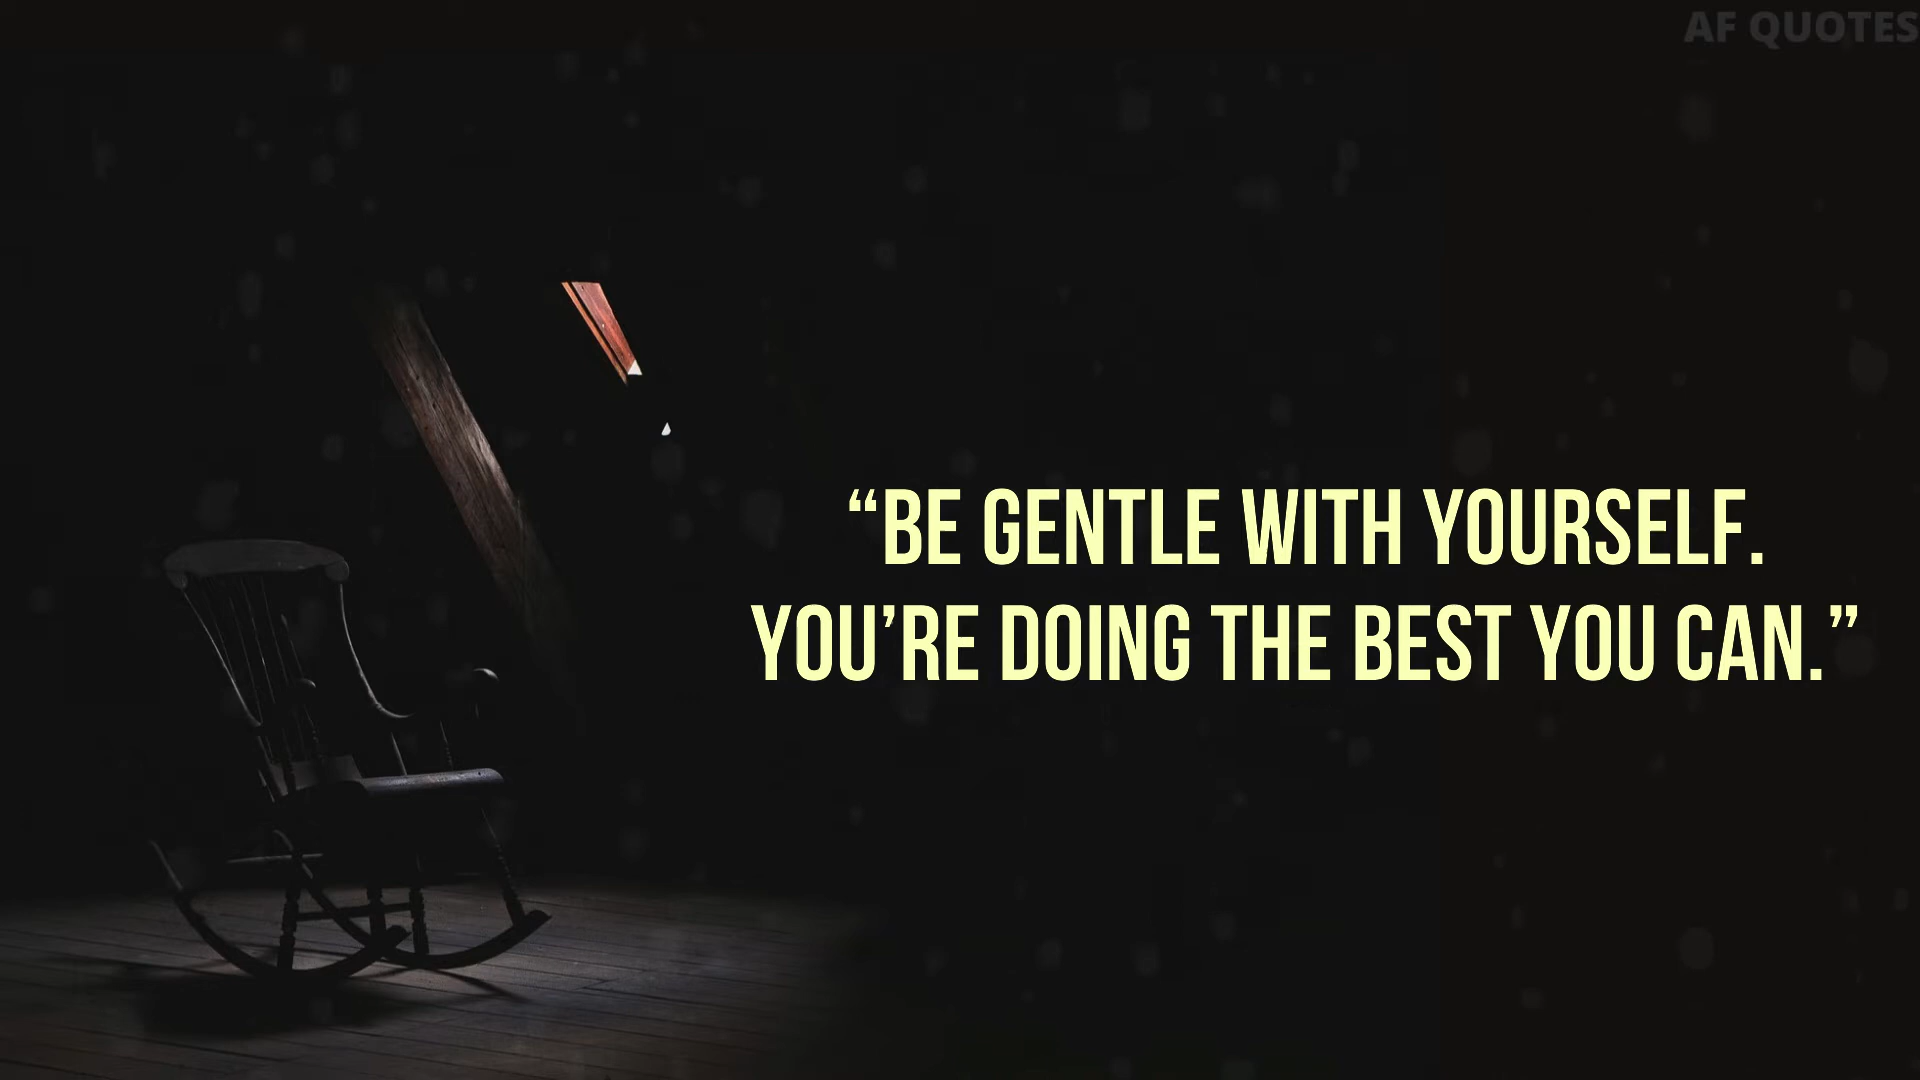 AF QUOTES
“BE GENTLE WITH YOURSELF.
YOU’RE DOING THE BEST YOU CAN.”